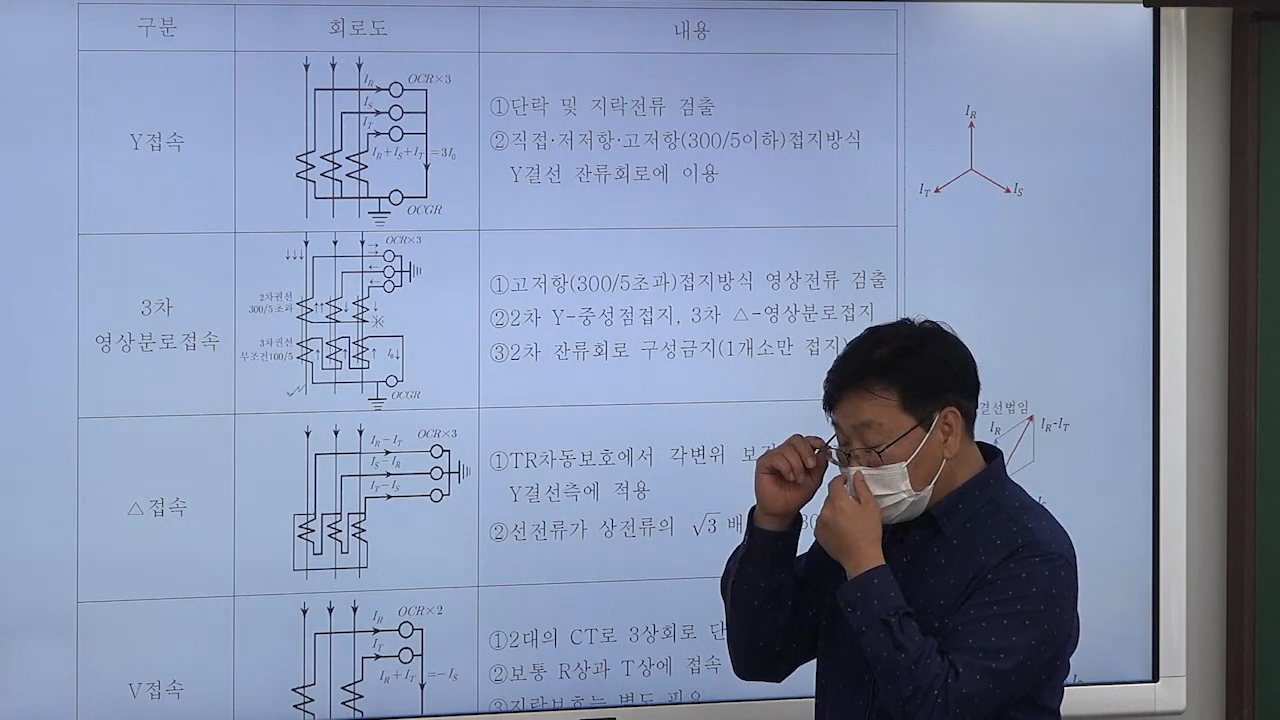 구분 회로도 내용
Y접속
I_R OCR×3
I_S
I_T
I_R+I_S+I_T=3I_0
OCGR
①단락 및 지락전류 검출
②직접·저저항·고저항(300/5이하)접지방식
Y결선 잔류회로에 이용
I_R
I_T I_S
3차
영상분로접속
OCR×3
2차권선
300/5초과
3차권선
무조건100/5
I_0
OCGR
①고저항(300/5초과)접지방식 영상전류 검출
②2차 Y-중성점접지, 3차 △-영상분로접지
③2차 잔류회로 구성금지(1개소만 접지)
△접속
OCR×3
I_R-I_T
I_S-I_R
I_T-I_S
①TR차동보호에서 각변위
Y결선측에 적용
②선전류가 상전류의 √3 배
결선법임
I_R I_R-I_T
V접속
I_R OCR×2
I_T
I_R+I_T=-I_S
①2대의 CT로 3상회로
②보통 R상과 T상에 접속
③지락보호는 별도 필요